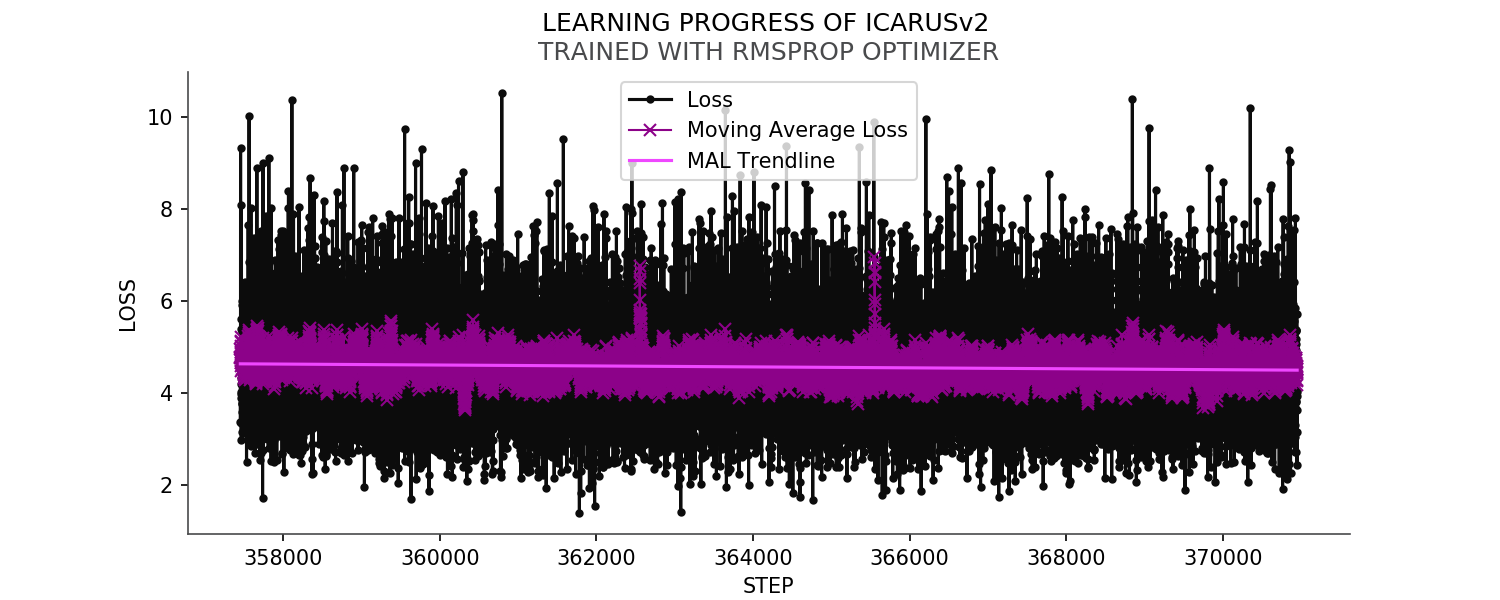 LEARNING PROGRESS OF ICARUSv2
TRAINED WITH RMSPROP OPTIMIZER
Loss
Moving Average Loss
MAL Trendline
LOSS
10
8
6
4
2
358000 360000 362000 364000 366000 368000 370000
STEP